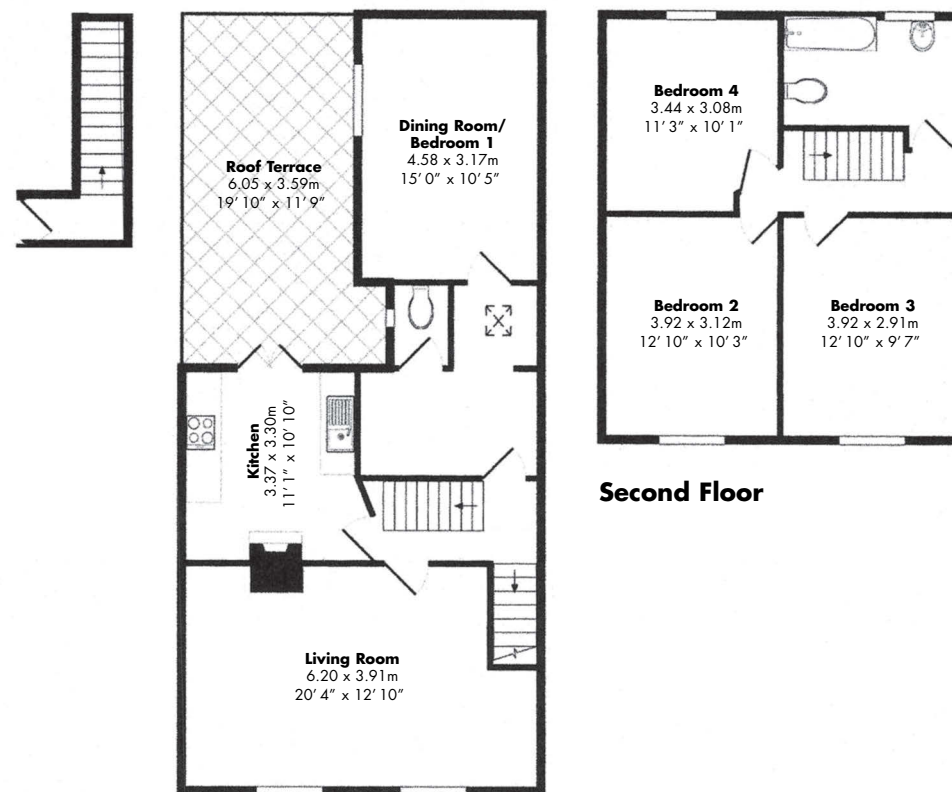 Roof Terrace
6.05 x 3.59m
19' 10" x 11' 9"
Dining Room/
Bedroom 1
4.58 x 3.17m
15' 0" x 10' 5"
Kitchen
3.37 x 3.30m
11' 1" x 10' 10"
Living Room
6.20 x 3.91m
20' 4" x 12' 10"
Bedroom 4
3.44 x 3.08m
11' 3" x 10' 1"
Bedroom 2
3.92 x 3.12m
12' 10" x 10' 3"
Bedroom 3
3.92 x 2.91m
12' 10" x 9' 7"
Second Floor